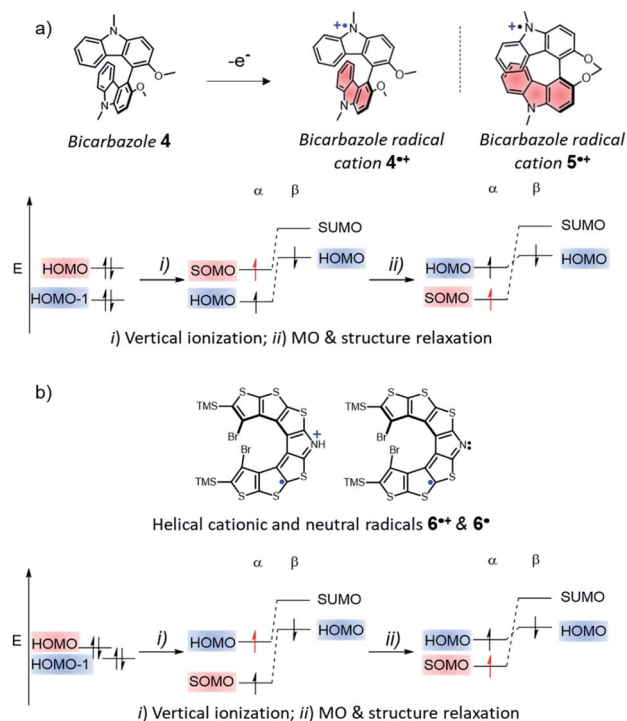 a)
N
O
O
N
-e⁻
+•
N
O
O
N
+•
N
O
O
N
Bicarbazole 4
Bicarbazole radical
cation 4•+
Bicarbazole radical
cation 5•+
α β
α β
E
HOMO
HOMO-1
i)
SOMO
HOMO
SUMO
HOMO
ii)
HOMO
SOMO
SUMO
HOMO
i) Vertical ionization; ii) MO & structure relaxation
b)
S S
TMS
S
Br
+
NH
Br
S
TMS
•
S S
S S
TMS
S
Br
N:
Br
S
TMS
•
S S
Helical cationic and neutral radicals 6•+ & 6•
α β
α β
E
HOMO
HOMO-1
i)
HOMO
SOMO
SUMO
HOMO
ii)
HOMO
SOMO
SUMO
HOMO
i) Vertical ionization; ii) MO & structure relaxation